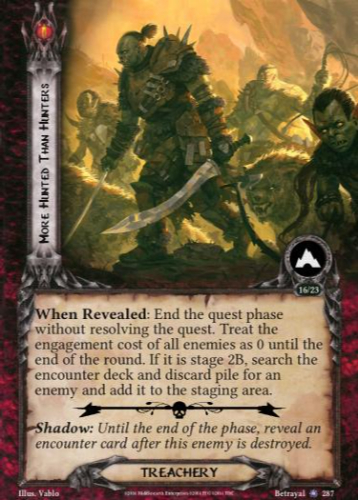 MORE HUNTED THAN HUNTERS
16/23
When Revealed: End the quest phase
without resolving the quest. Treat the
engagement cost of all enemies as 0 until the
end of the round. If it is stage 2B, search the
encounter deck and discard pile for an
enemy and add it to the staging area.
Shadow: Until the end of the phase, reveal an
encounter card after this enemy is destroyed.
TREACHERY
Illus. Vablo
Betrayal
287